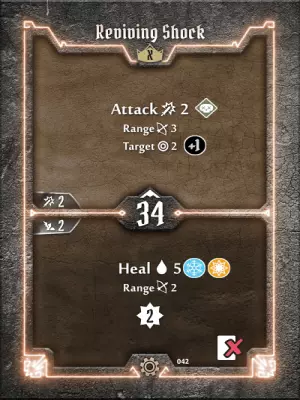 Reviving Shock
X
Attack 2
Range 3
Target 2 +1
2
34
2
Heal 5
Range 2
2
042